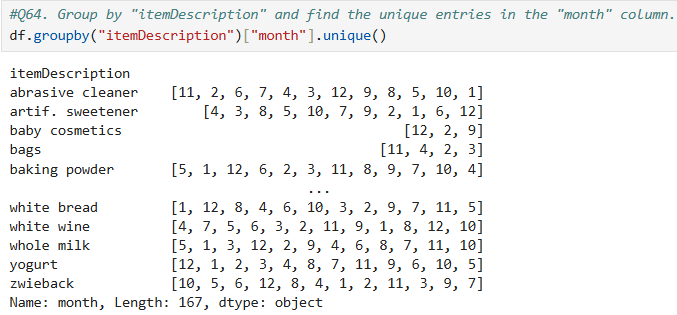 #Q64. Group by "itemDescription" and find the unique entries in the "month" column.
df.groupby("itemDescription")["month"].unique()
itemDescription
abrasive cleaner    [11, 2, 6, 7, 4, 3, 12, 9, 8, 5, 10, 1]
artif. sweetener        [4, 3, 8, 5, 10, 7, 9, 2, 1, 6, 12]
baby cosmetics                                   [12, 2, 9]
bags                                          [11, 4, 2, 3]
baking powder       [5, 1, 12, 6, 2, 3, 11, 8, 9, 7, 10, 4]
...
white bread         [1, 12, 8, 4, 6, 10, 3, 2, 9, 7, 11, 5]
white wine          [4, 7, 5, 6, 3, 2, 11, 9, 1, 8, 12, 10]
whole milk          [5, 1, 3, 12, 2, 9, 4, 6, 8, 7, 11, 10]
yogurt              [12, 1, 2, 3, 4, 8, 7, 11, 9, 6, 10, 5]
zwieback            [10, 5, 6, 12, 8, 4, 1, 2, 11, 3, 9, 7]
Name: month, Length: 167, dtype: object